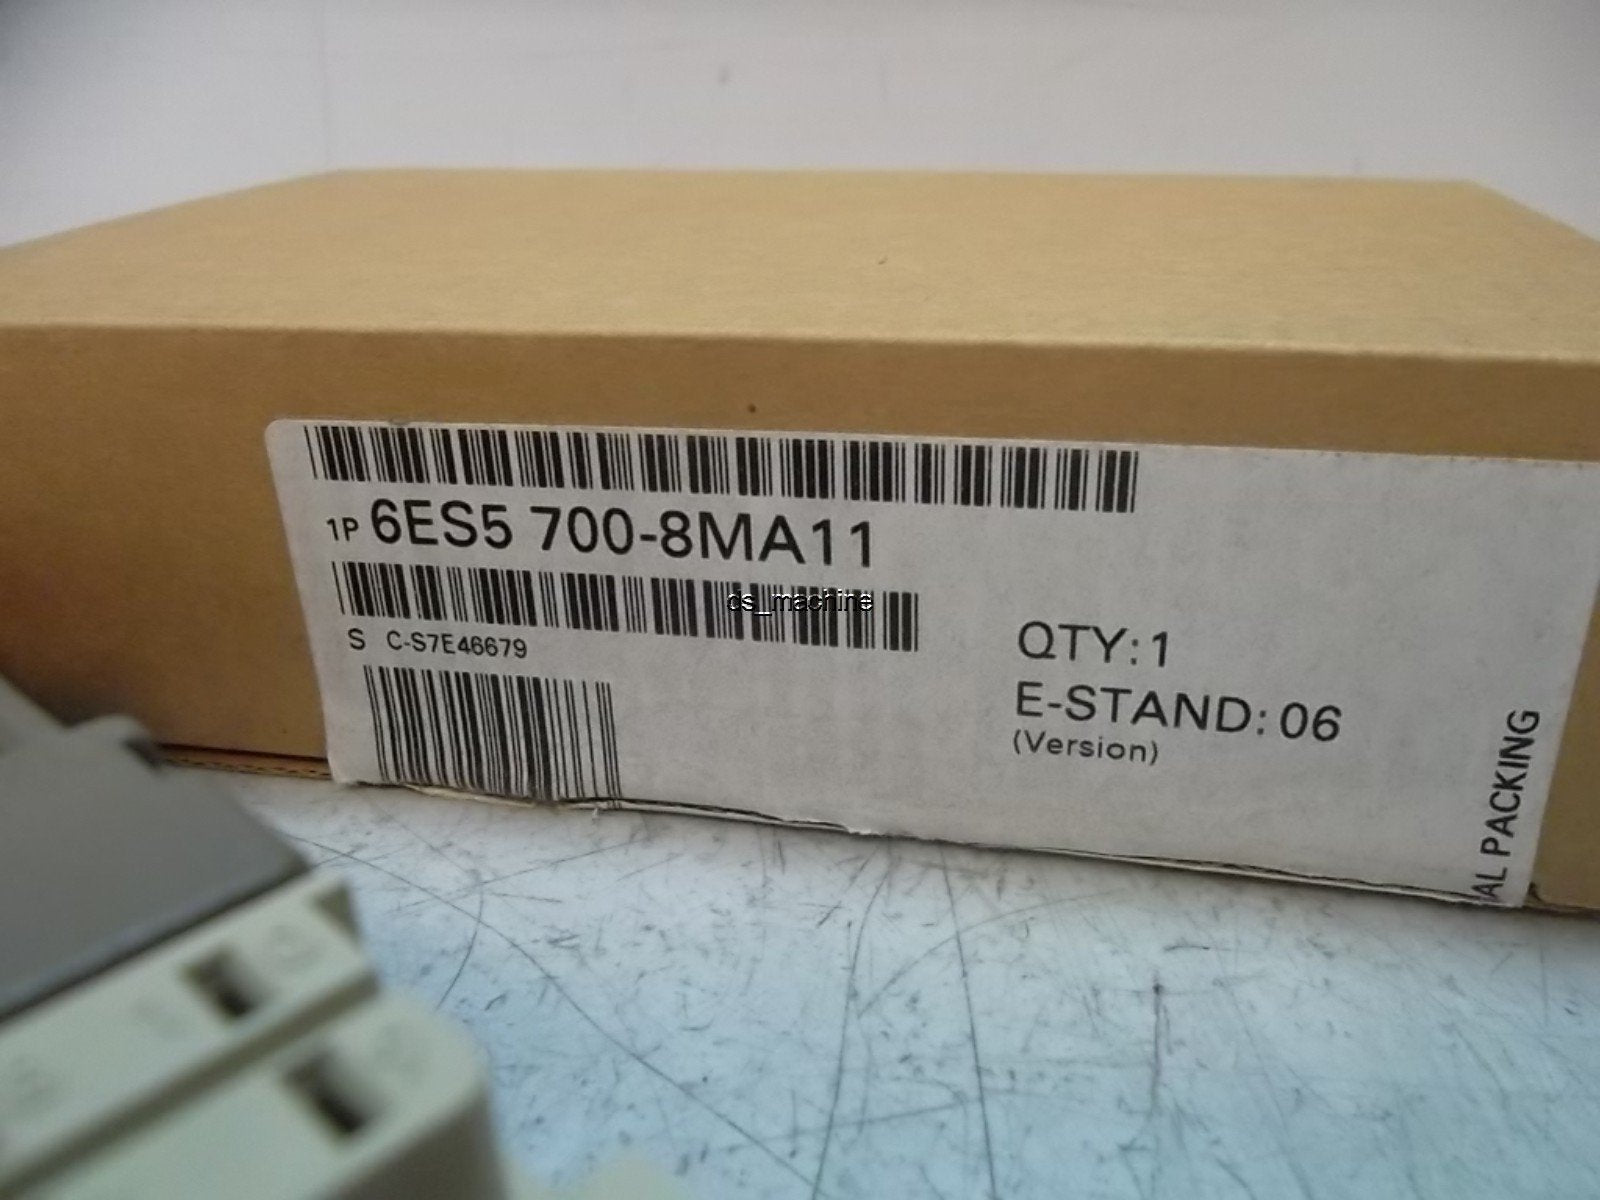 1P 6ES5 700-8MA11
ds_machine
S C-S7E46679
QTY: 1
E-STAND: 06
(Version)
AL PACKING